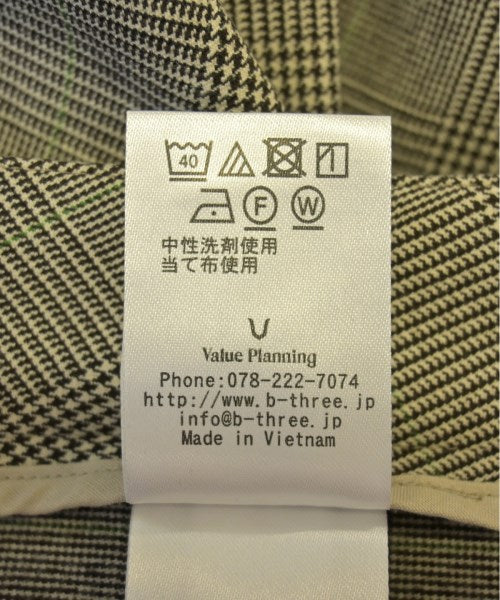 40
F W
中性洗剤使用
当て布使用
Value Planning
Phone:078-222-7074
http://www.b-three.jp
info@b-three.jp
Made in Vietnam